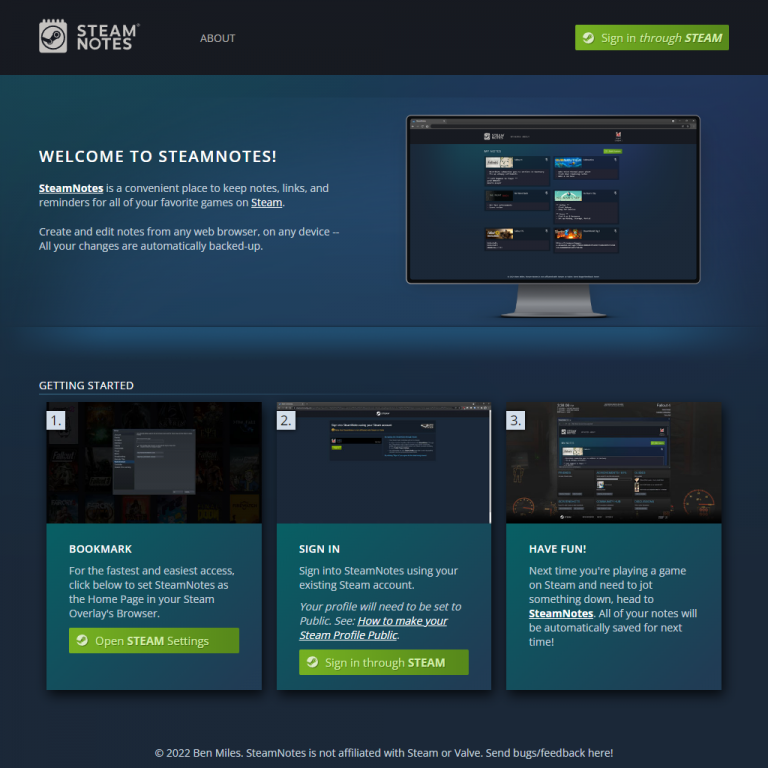 STEAM
NOTES
ABOUT
Sign in through STEAM
WELCOME TO STEAMNOTES!
SteamNotes is a convenient place to keep notes, links, and
reminders for all of your favorite games on Steam.
Create and edit notes from any web browser, on any device --
All your changes are automatically backed-up.
STEAM
NOTES
GETTING STARTED
1.
2.
3.
STEAM
NOTES
BOOKMARK
For the fastest and easiest access,
click below to set SteamNotes as
the Home Page in your Steam
Overlay's Browser.
Open STEAM Settings
SIGN IN
Sign into SteamNotes using your
existing Steam account.
Your profile will need to be set to
Public. See: How to make your
Steam Profile Public.
Sign in through STEAM
HAVE FUN!
Next time you're playing a game
on Steam and need to jot
something down, head to
SteamNotes. All of your notes will
be automatically saved for next
time!
© 2022 Ben Miles. SteamNotes is not affiliated with Steam or Valve. Send bugs/feedback here!